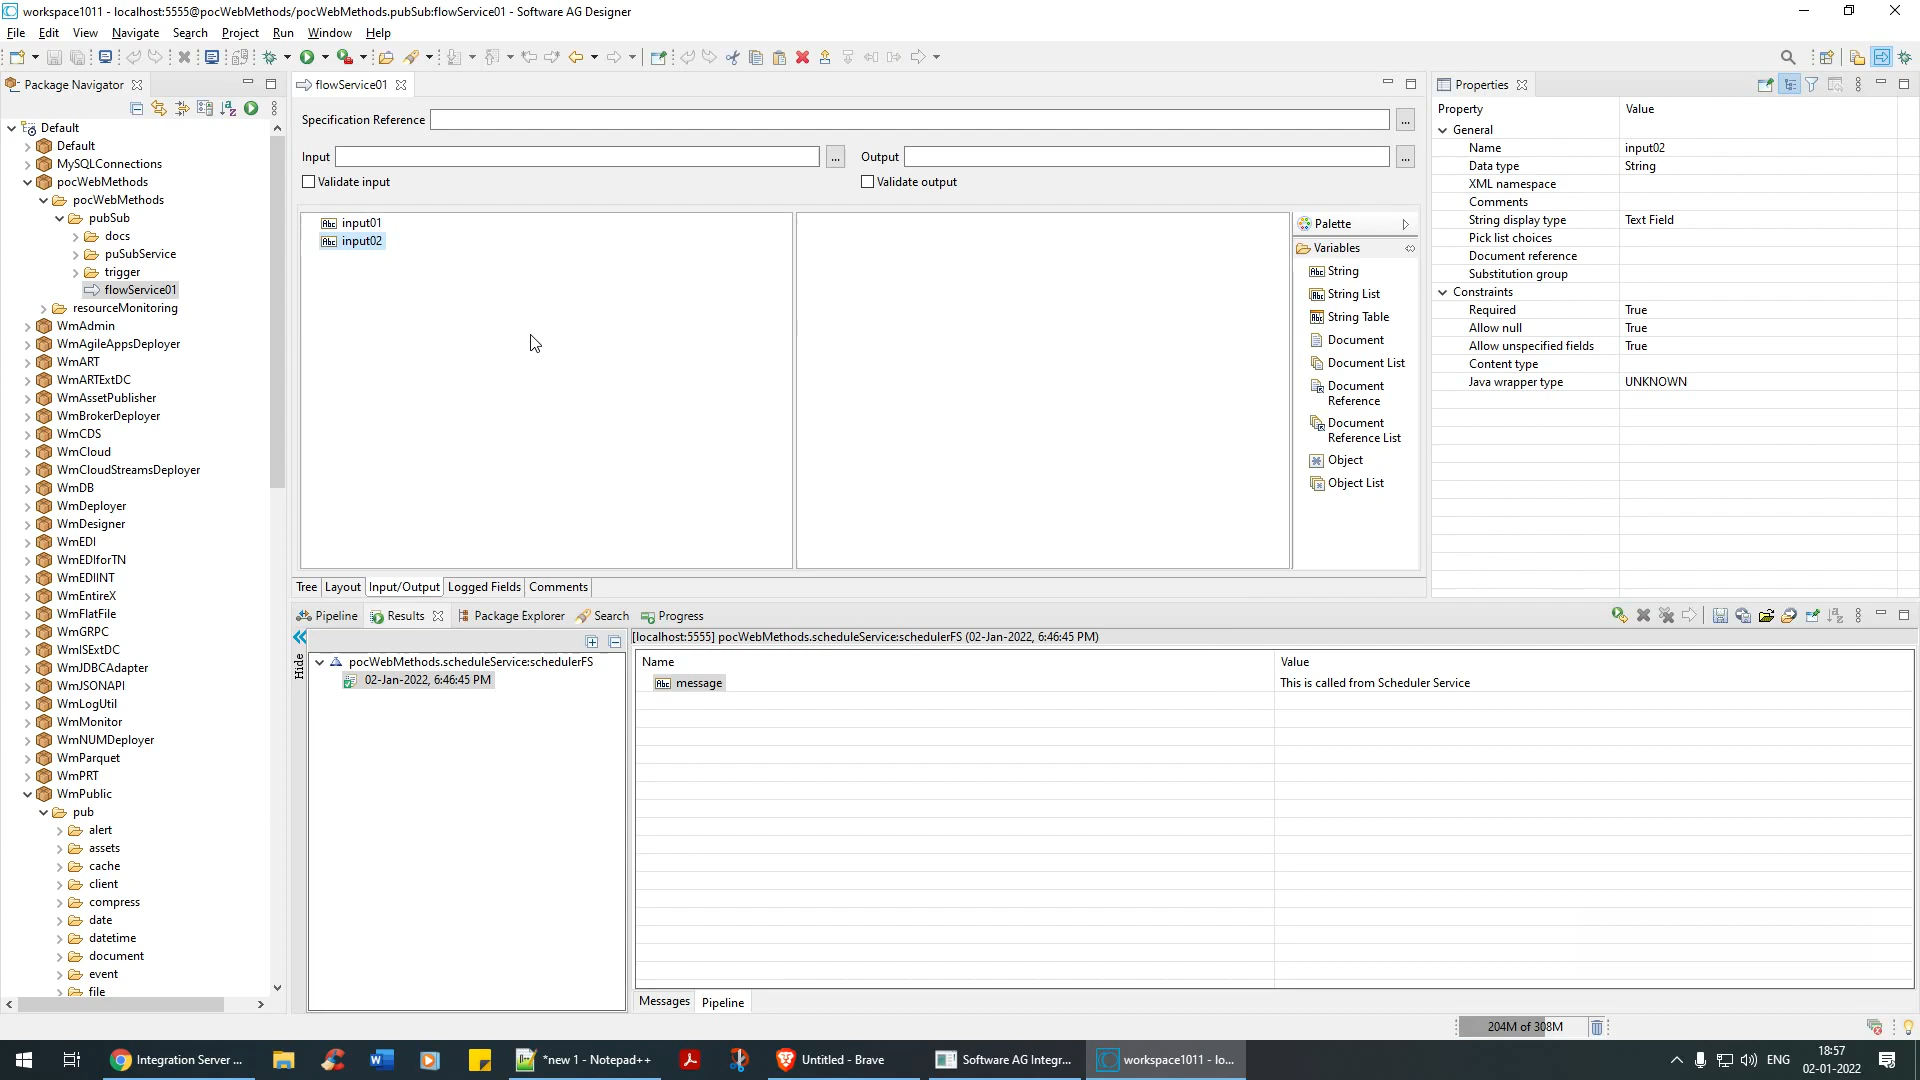 workspace1011 - localhost:5555@pocWebMethods/pocWebMethods.pubSub:flowService01 - Software AG Designer
File Edit View Navigate Search Project Run Window Help
Package Navigator
Default
Default
MySQLConnections
pocWebMethods
pocWebMethods
pubSub
docs
puSubService
trigger
flowService01
resourceMonitoring
WmAdmin
WmAgileAppsDeployer
WmART
WmARTExtDC
WmAssetPublisher
WmBrokerDeployer
WmCDS
WmCloud
WmCloudStreamsDeployer
WmDB
WmDeployer
WmDesigner
WmEDI
WmEDIforTN
WmEDIINT
WmEntireX
WmFlatFile
WmGRPC
WmISExtDC
WmJDBCAdapter
WmJSONAPI
WmLogUtil
WmMonitor
WmNUMDeployer
WmParquet
WmPRT
WmPublic
pub
alert
assets
cache
client
compress
date
datetime
document
event
file
flowService01
Specification Reference ...
Input ... Output ...
Validate input Validate output
Abc input01
Abc input02
Palette
Variables
Abc String
Abc String List
Abc String Table
Document
Document List
Document
Reference
Document
Reference List
Object
Object List
Tree Layout Input/Output Logged Fields Comments
Properties
Property Value
General
Name input02
Data type String
XML namespace
Comments
String display type Text Field
Pick list choices
Document reference
Substitution group
Constraints
Required True
Allow null True
Allow unspecified fields True
Content type
Java wrapper type UNKNOWN
Pipeline Results Package Explorer Search Progress
Hide
pocWebMethods.scheduleService:schedulerFS
02-Jan-2022, 6:46:45 PM
[localhost:5555] pocWebMethods.scheduleService:schedulerFS (02-Jan-2022, 6:46:45 PM)
Name Value
Abc message This is called from Scheduler Service
Messages Pipeline
204M of 308M
Integration Server ...
*new 1 - Notepad++
Untitled - Brave
Software AG Integr...
workspace1011 - lo...
ENG
18:57
02-01-2022